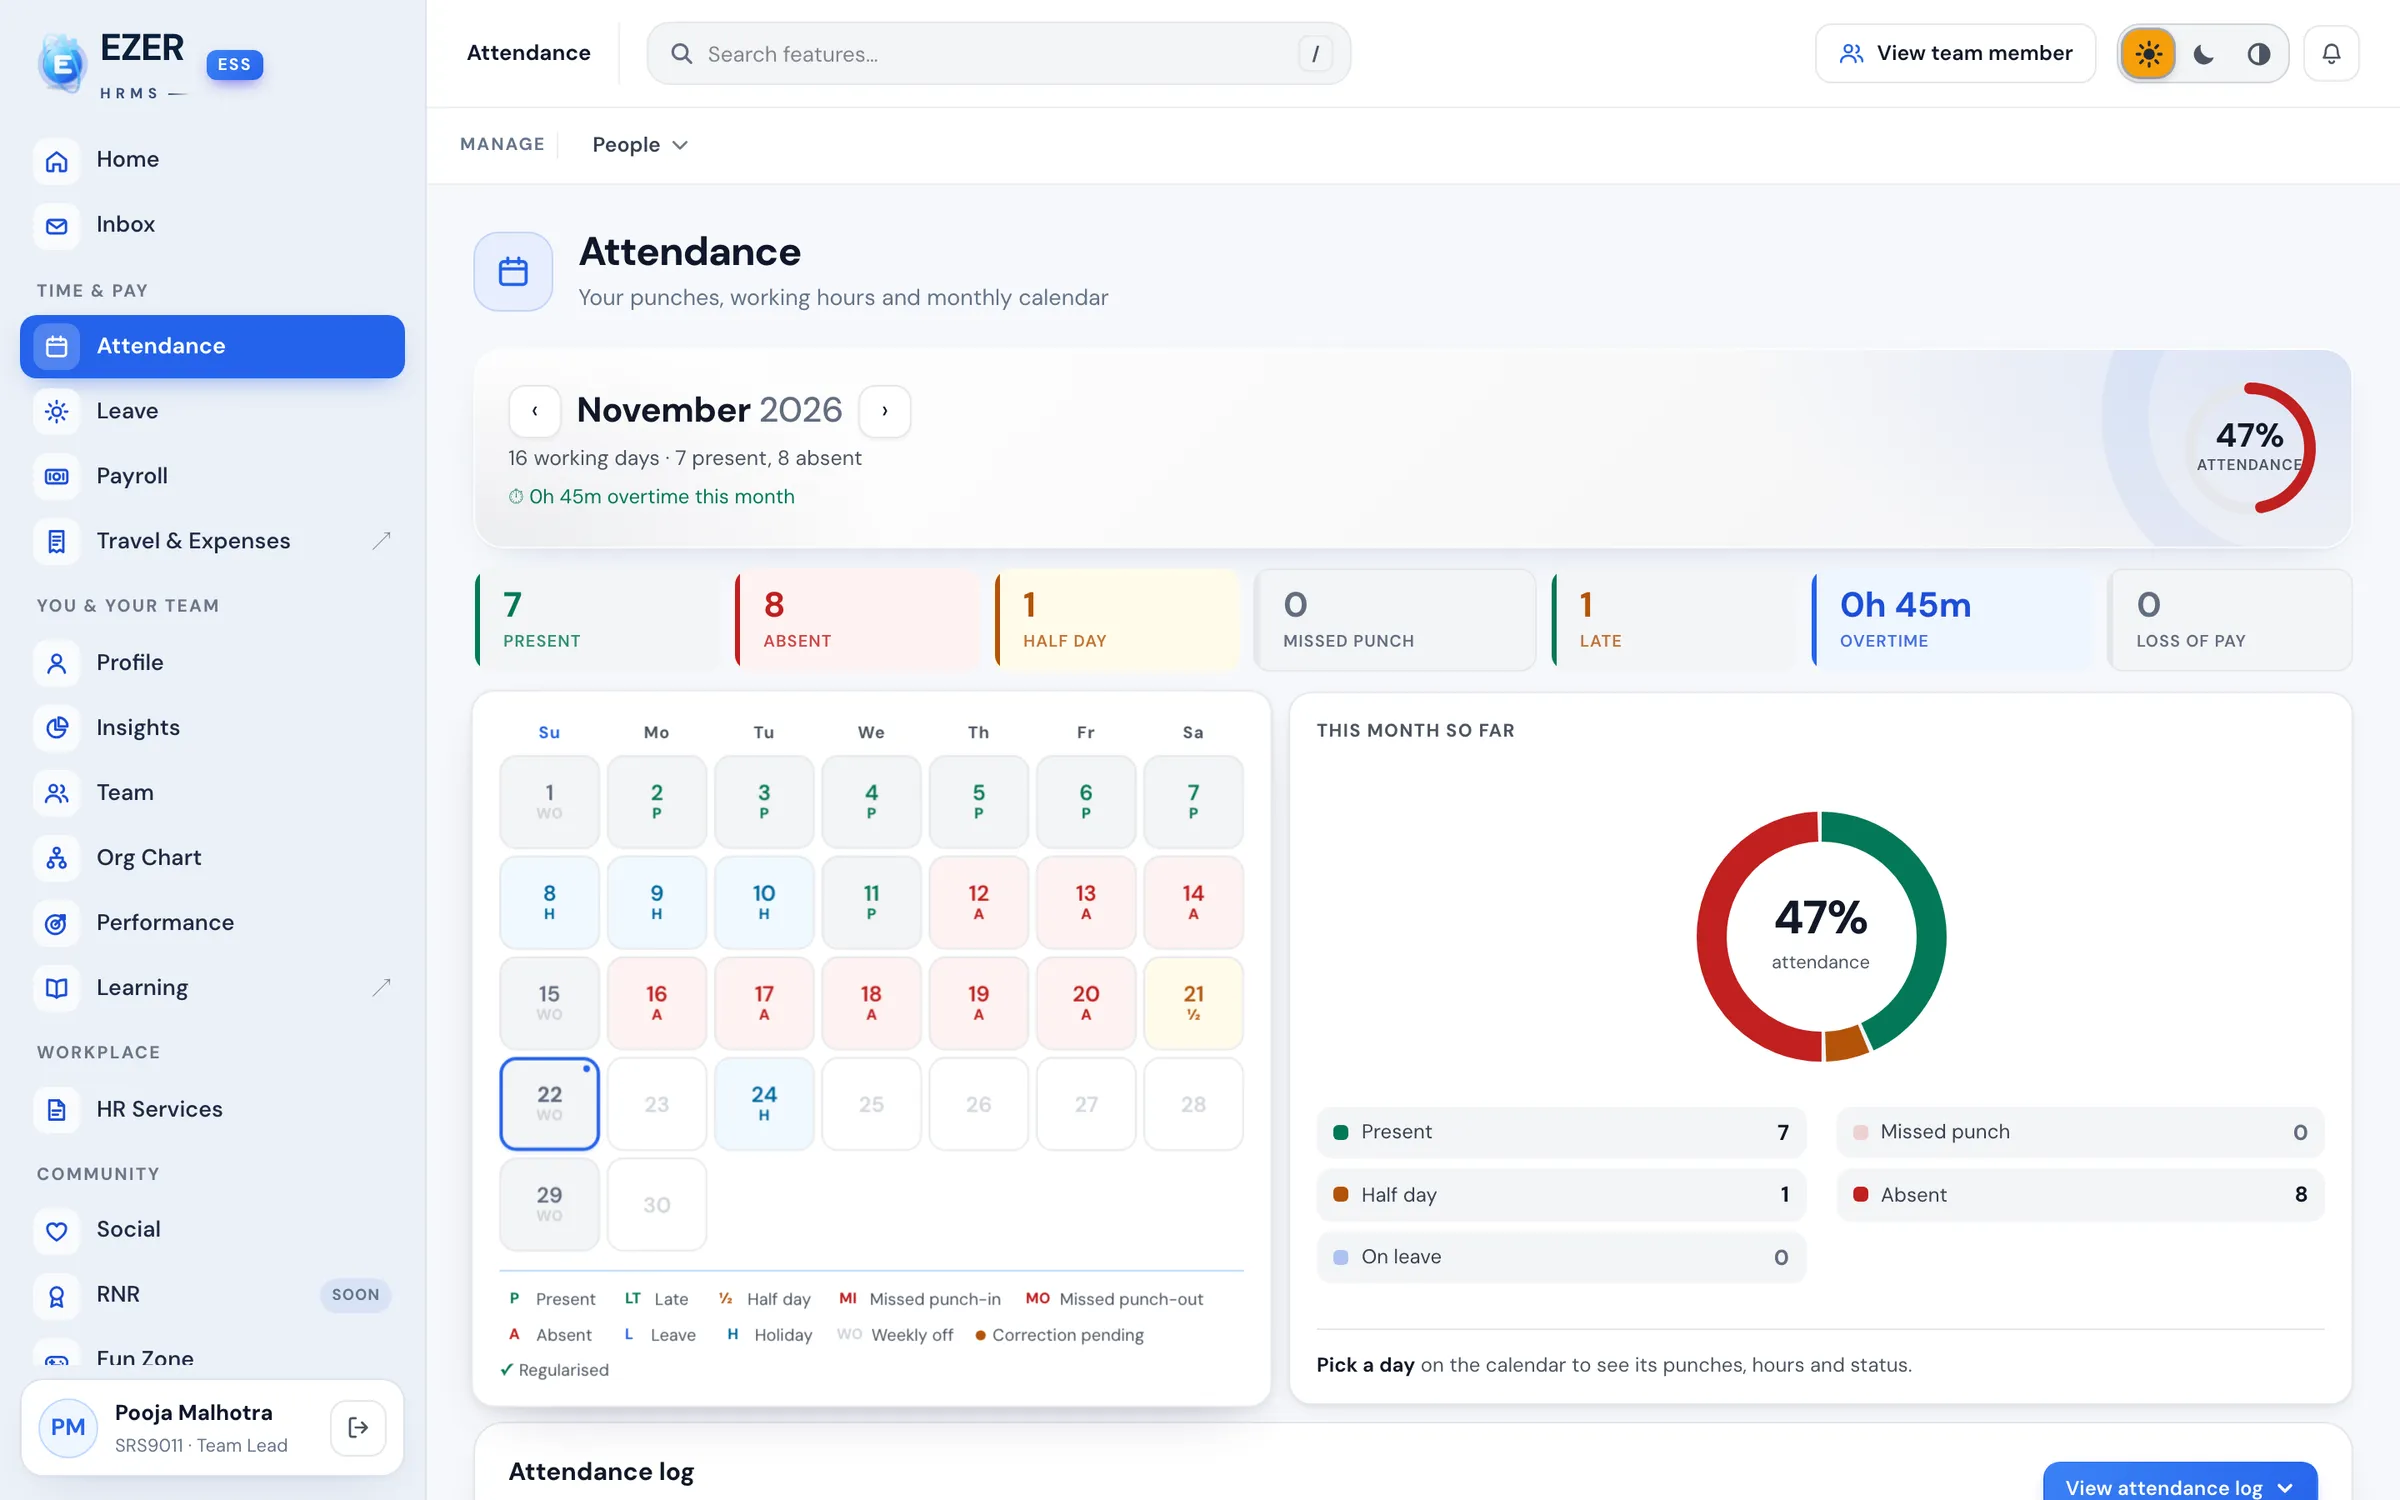 EZER
HRMS
ESS
Home
Inbox
TIME & PAY
Attendance
Leave
Payroll
Travel & Expenses
YOU & YOUR TEAM
Profile
Insights
Team
Org Chart
Performance
Learning
WORKPLACE
HR Services
COMMUNITY
Social
RNR SOON
Fun Zone
PM
Pooja Malhotra
SRS9011 · Team Lead
Attendance
Search features...
/
View team member
MANAGE
People
Attendance
Your punches, working hours and monthly calendar
‹ November 2026 ›
16 working days · 7 present, 8 absent
0h 45m overtime this month
47%
ATTENDANCE
7
PRESENT
8
ABSENT
1
HALF DAY
0
MISSED PUNCH
1
LATE
0h 45m
OVERTIME
0
LOSS OF PAY
Su Mo Tu We Th Fr Sa
1 2 3 4 5 6 7
WO P P P P P P
8 9 10 11 12 13 14
H H H P A A A
15 16 17 18 19 20 21
WO A A A A A ½
22 23 24 25 26 27 28
WO H
29 30
WO
P Present LT Late ½ Half day MI Missed punch-in MO Missed punch-out
A Absent L Leave H Holiday WO Weekly off Correction pending
✓ Regularised
THIS MONTH SO FAR
47%
attendance
Present 7
Missed punch 0
Half day 1
Absent 8
On leave 0
Pick a day on the calendar to see its punches, hours and status.
Attendance log
View attendance log